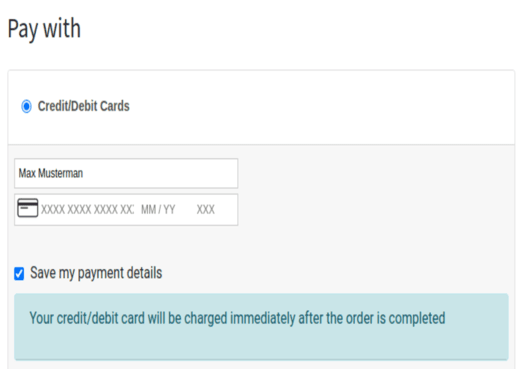 Pay with
Credit/Debit Cards
Max Musterman
XXXX XXXX XXXX XX: MM / YY XXX
Save my payment details
Your credit/debit card will be charged immediately after the order is completed